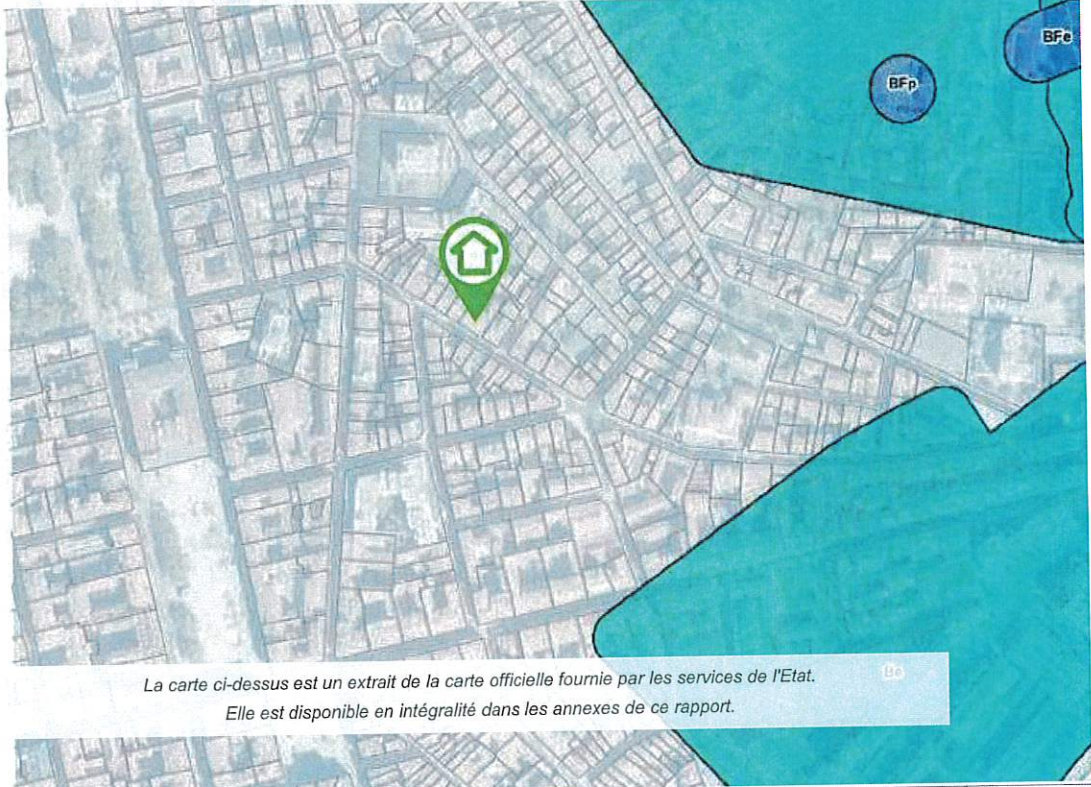 BFe
BFp
La carte ci-dessus est un extrait de la carte officielle fournie par les services de l'Etat.
Be
Elle est disponible en intégralité dans les annexes de ce rapport.